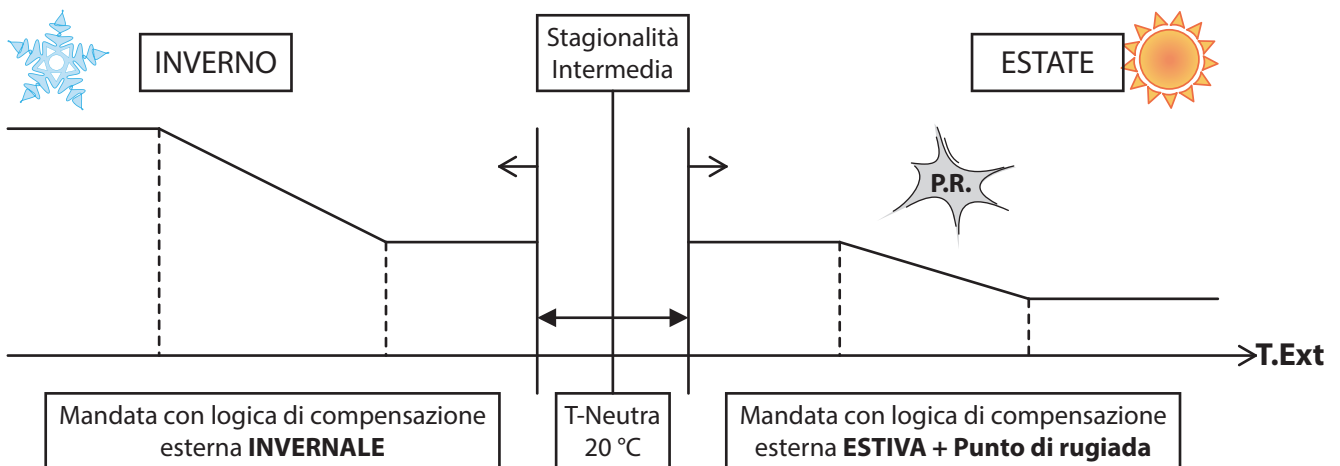 INVERNO
Stagionalità
Intermedia
ESTATE
P.R.
T.Ext
Mandata con logica di compensazione
esterna INVERNALE
T-Neutra
20 °C
Mandata con logica di compensazione
esterna ESTIVA + Punto di rugiada